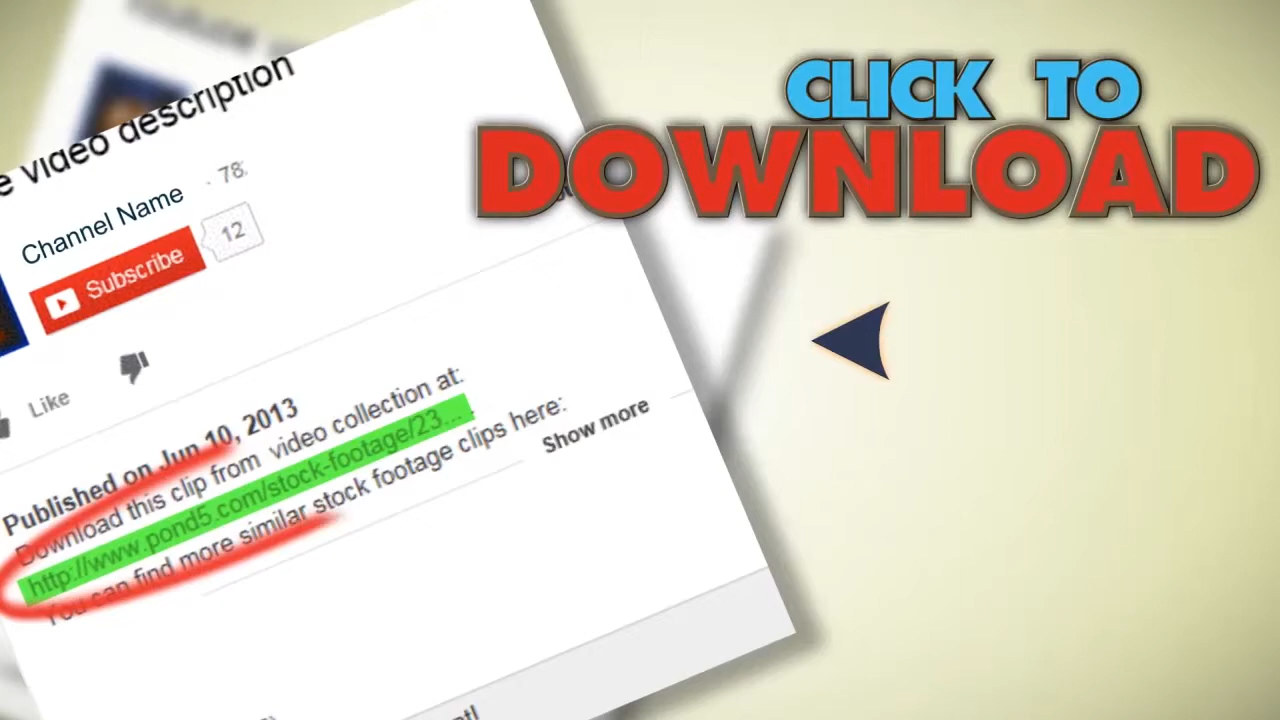 CLICK TO
DOWNLOAD
e video description
Channel Name
78
Subscribe
12
Like
Published on Jun 10, 2013
Download this clip from video collection at:
http://www.pond5.com/stock-footage/23...
You can find more similar stock footage clips here:
Show more